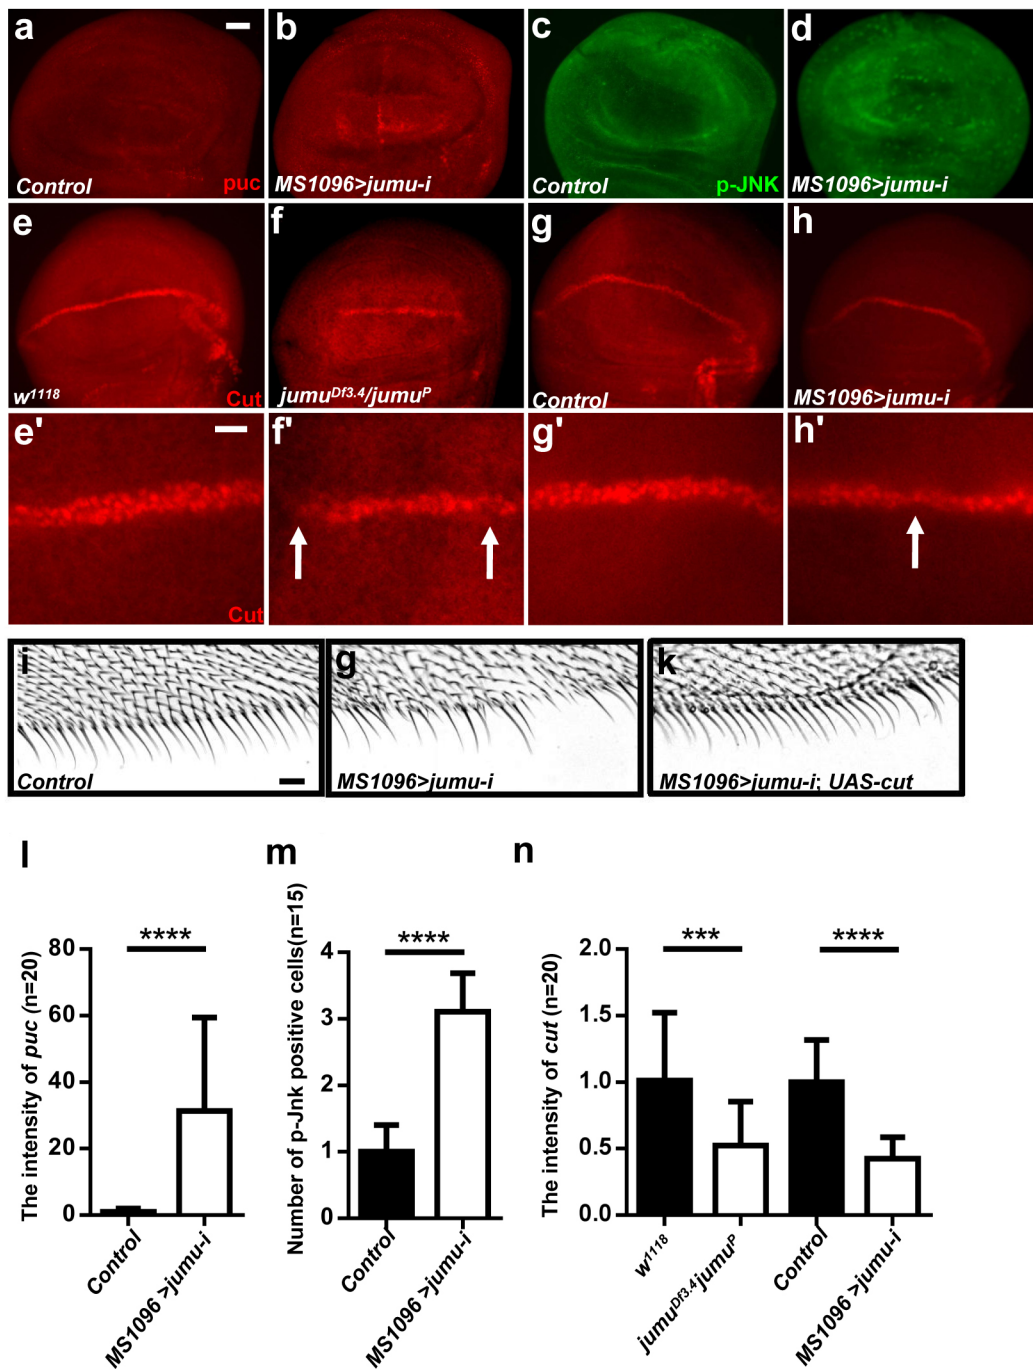 a
b
c
d
Control
puc
MS1096>jumu-i
Control
p-JNK
MS1096>jumu-i
e
f
g
h
w1118
Cut
jumuDf3.4/jumuP
Control
MS1096>jumu-i
e'
f'
g'
h'
Cut
i
g
k
Control
MS1096>jumu-i
MS1096>jumu-i; UAS-cut
l
m
n
The intensity of puc (n=20)
80
60
40
20
0
****
Control
MS1096 >jumu-i
Number of p-Jnk positive cells(n=15)
4
3
2
1
0
****
Control
MS1096 >jumu-i
The intensity of cut (n=20)
2.0
1.5
1.0
0.5
0.0
***
****
w1118
jumuDf3.4jumuP
Control
MS1096 >jumu-i